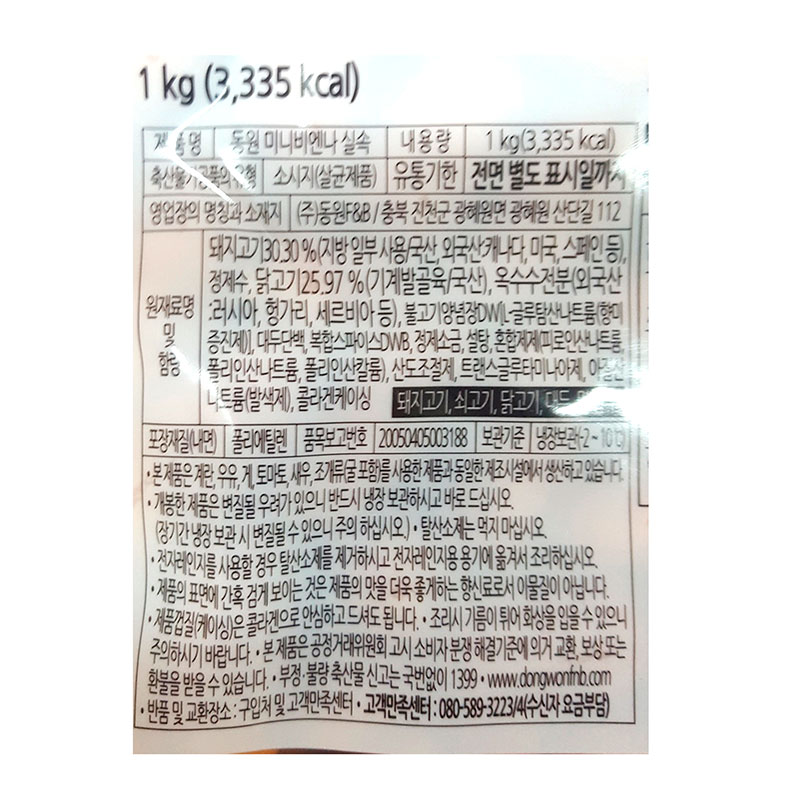 1 kg (3,335 kcal)
제품명 동원 미니비엔나 실속 내용량 1 kg(3,335 kcal)
축산물가공품의유형 소시지(살균제품) 유통기한 전면 별도 표시일까지
영업장의 명칭과 소재지 (주)동원F&B / 충북 진천군 광혜원면 광혜원 산단길 112
원재료명 및 함량
돼지고기30.30 %(지방 일부 사용/국산, 외국산:캐나다, 미국, 스페인 등),
정제수, 닭고기25.97 %(기계발골육/국산), 옥수수전분(외국산
:러시아, 헝가리, 세르비아 등), 불고기양념장DW[L-글루탐산나트륨(향미
증진제)], 대두단백, 복합스파이스DWB, 정제소금, 설탕, 혼합제제(피로인산나트륨,
폴리인산나트륨, 폴리인산칼륨), 산도조절제, 트랜스글루타미나아제, 아질산
나트륨(발색제), 콜라겐케이싱 돼지고기, 쇠고기, 닭고기, 대두,
포장재질(내면) 폴리에틸렌 품목보고번호 20050405003188 보관기준 냉장보관(-2~10℃)
• 본 제품은 계란, 우유, 게, 토마토, 새우, 조개류(굴 포함)를 사용한 제품과 동일한 제조시설에서 생산하고 있습니다.
• 개봉한 제품은 변질될 우려가 있으니 반드시 냉장 보관하시고 바로 드십시오.
(장기간 냉장 보관 시 변질될 수 있으니 주의 하십시오.) • 탈산소제는 먹지 마십시오.
• 전자레인지를 사용할 경우 탈산소제를 제거하시고 전자레인지용 용기에 옮겨서 조리하십시오.
• 제품의 표면에 간혹 검게 보이는 것은 제품의 맛을 더욱 좋게하는 향신료로서 이물질이 아닙니다.
• 제품껍질(케이싱)은 콜라겐으로 안심하고 드셔도 됩니다. • 조리시 기름이 튀어 화상을 입을 수 있으니
주의하시기 바랍니다. • 본 제품은 공정거래위원회 고시 소비자 분쟁 해결기준에 의거 교환, 보상 또는
환불을 받을 수 있습니다. • 부정·불량 축산물 신고는 국번없이 1399 • www.dongwonfnb.com
• 반품 및 교환장소 : 구입처 및 고객만족센터 • 고객만족센터 : 080-589-3223/4(수신자 요금부담)